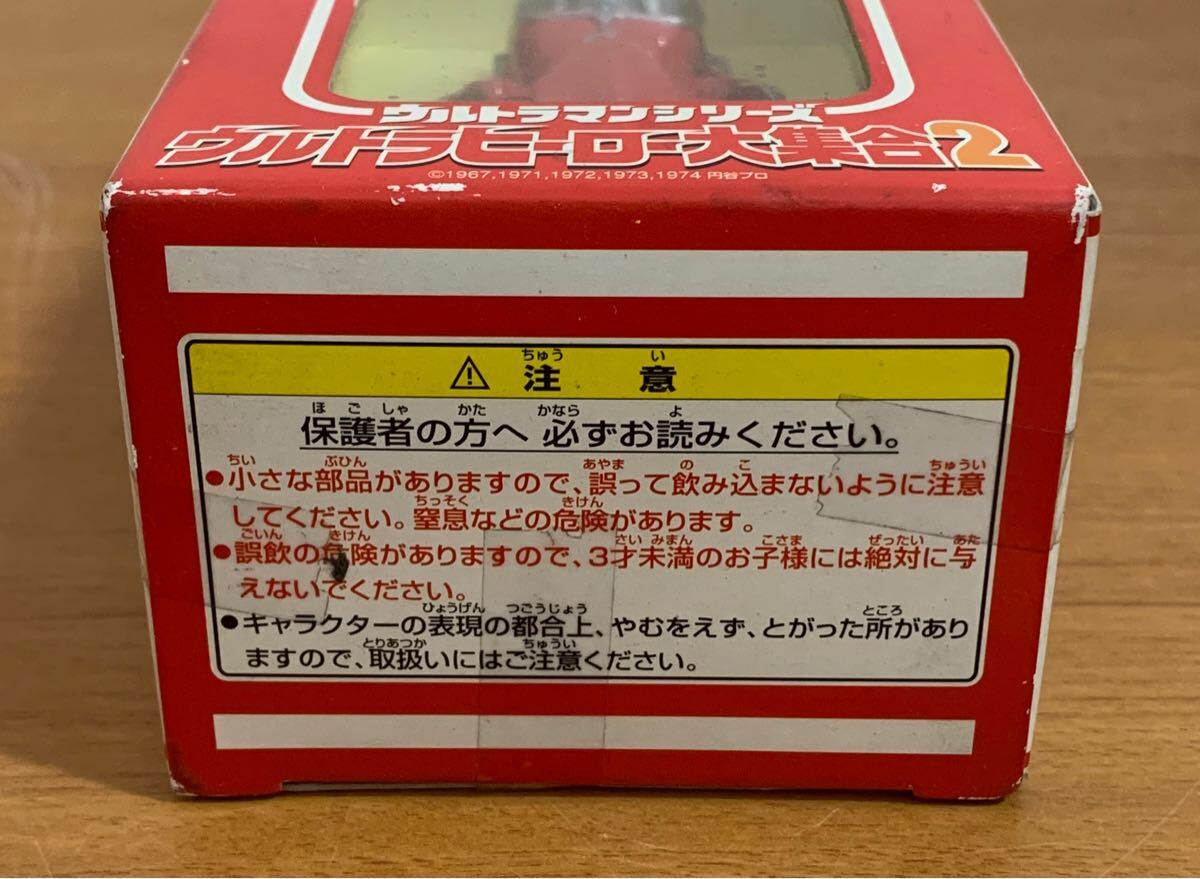 ウルトラマンシリーズ
ウルトラヒーロー大集合2
©1967,1971,1972,1973,1974 円谷プロ
ちゅう い
⚠ 注 意
ほごしゃ かた かなら よ
保護者の方へ 必ずお読みください。
ちい ぶひん あやま の こ ちゅうい
●小さな部品がありますので、誤って飲み込まないように注意
ちっそく きけん
してください。窒息などの危険があります。
ごいん きけん さい みまん こさま ぜったい あた
●誤飲の危険がありますので、3才未満のお子様には絶対に与
えないでください。
ひょうげん つごうじょう ところ
●キャラクターの表現の都合上、やむをえず、とがった所があり
とりあつか ちゅうい
ますので、取扱いにはご注意ください。